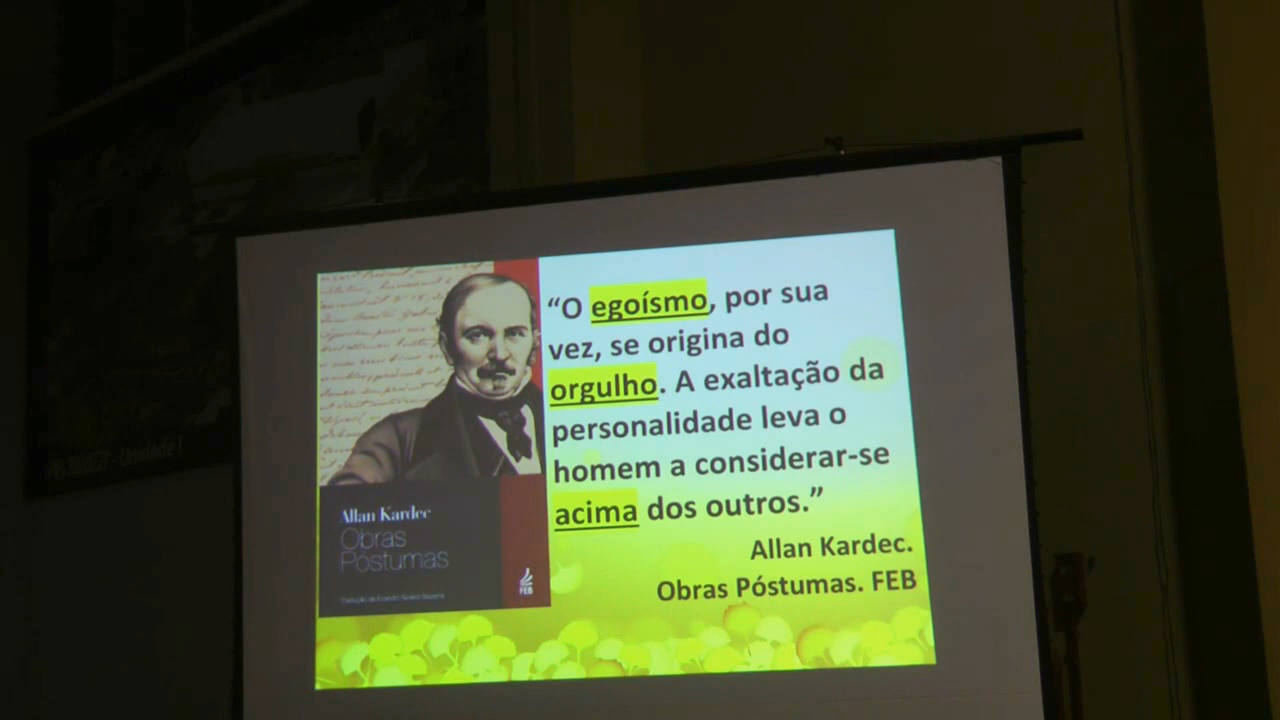 “O egoísmo, por sua
vez, se origina do
orgulho. A exaltação da
personalidade leva o
homem a considerar-se
acima dos outros.”
Allan Kardec.
Obras Póstumas. FEB
Allan Kardec
Obras
Póstumas
FEB